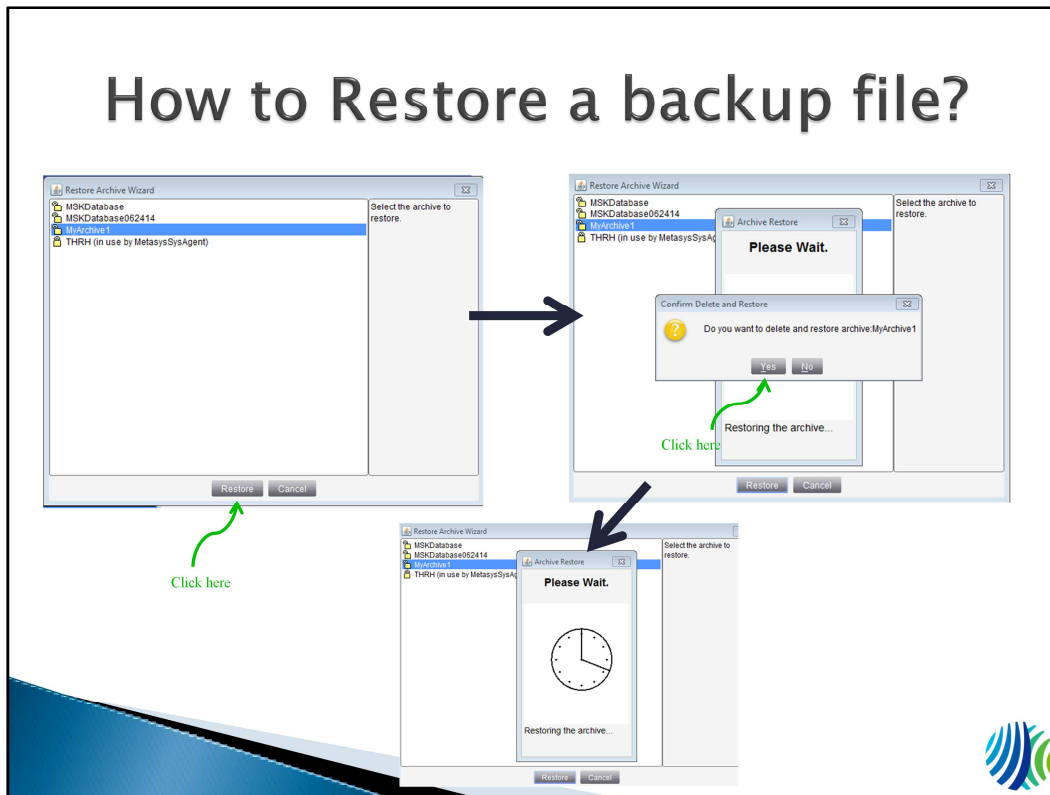 How to Restore a backup file?
Restore Archive Wizard
MSKDatabase
MSKDatabase062414
MyArchive1
THRH (in use by MetasysSysAgent)
Select the archive to
restore.
Restore Cancel
Click here
Restore Archive Wizard
MSKDatabase
MSKDatabase062414
MyArchive1
THRH (in use by MetasysSysAg
Select the archive to
restore.
Archive Restore
Please Wait.
Confirm Delete and Restore
Do you want to delete and restore archive:MyArchive1
Yes No
Click here
Restoring the archive...
Restore Cancel
Restore Archive Wizard
MSKDatabase
MSKDatabase062414
MyArchive1
THRH (in use by MetasysSysAg
Select the archive to
restore.
Archive Restore
Please Wait.
Restoring the archive...
Restore Cancel